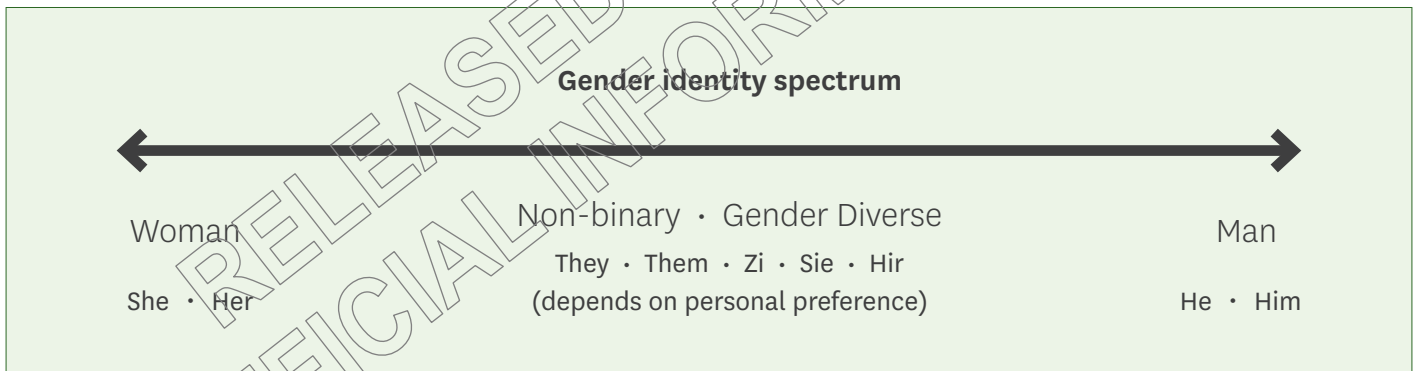 Gender identity spectrum
Woman
Non-binary · Gender Diverse
Man
They · Them · Zi · Sie · Hir
She · Her
(depends on personal preference)
He · Him
RELEASED